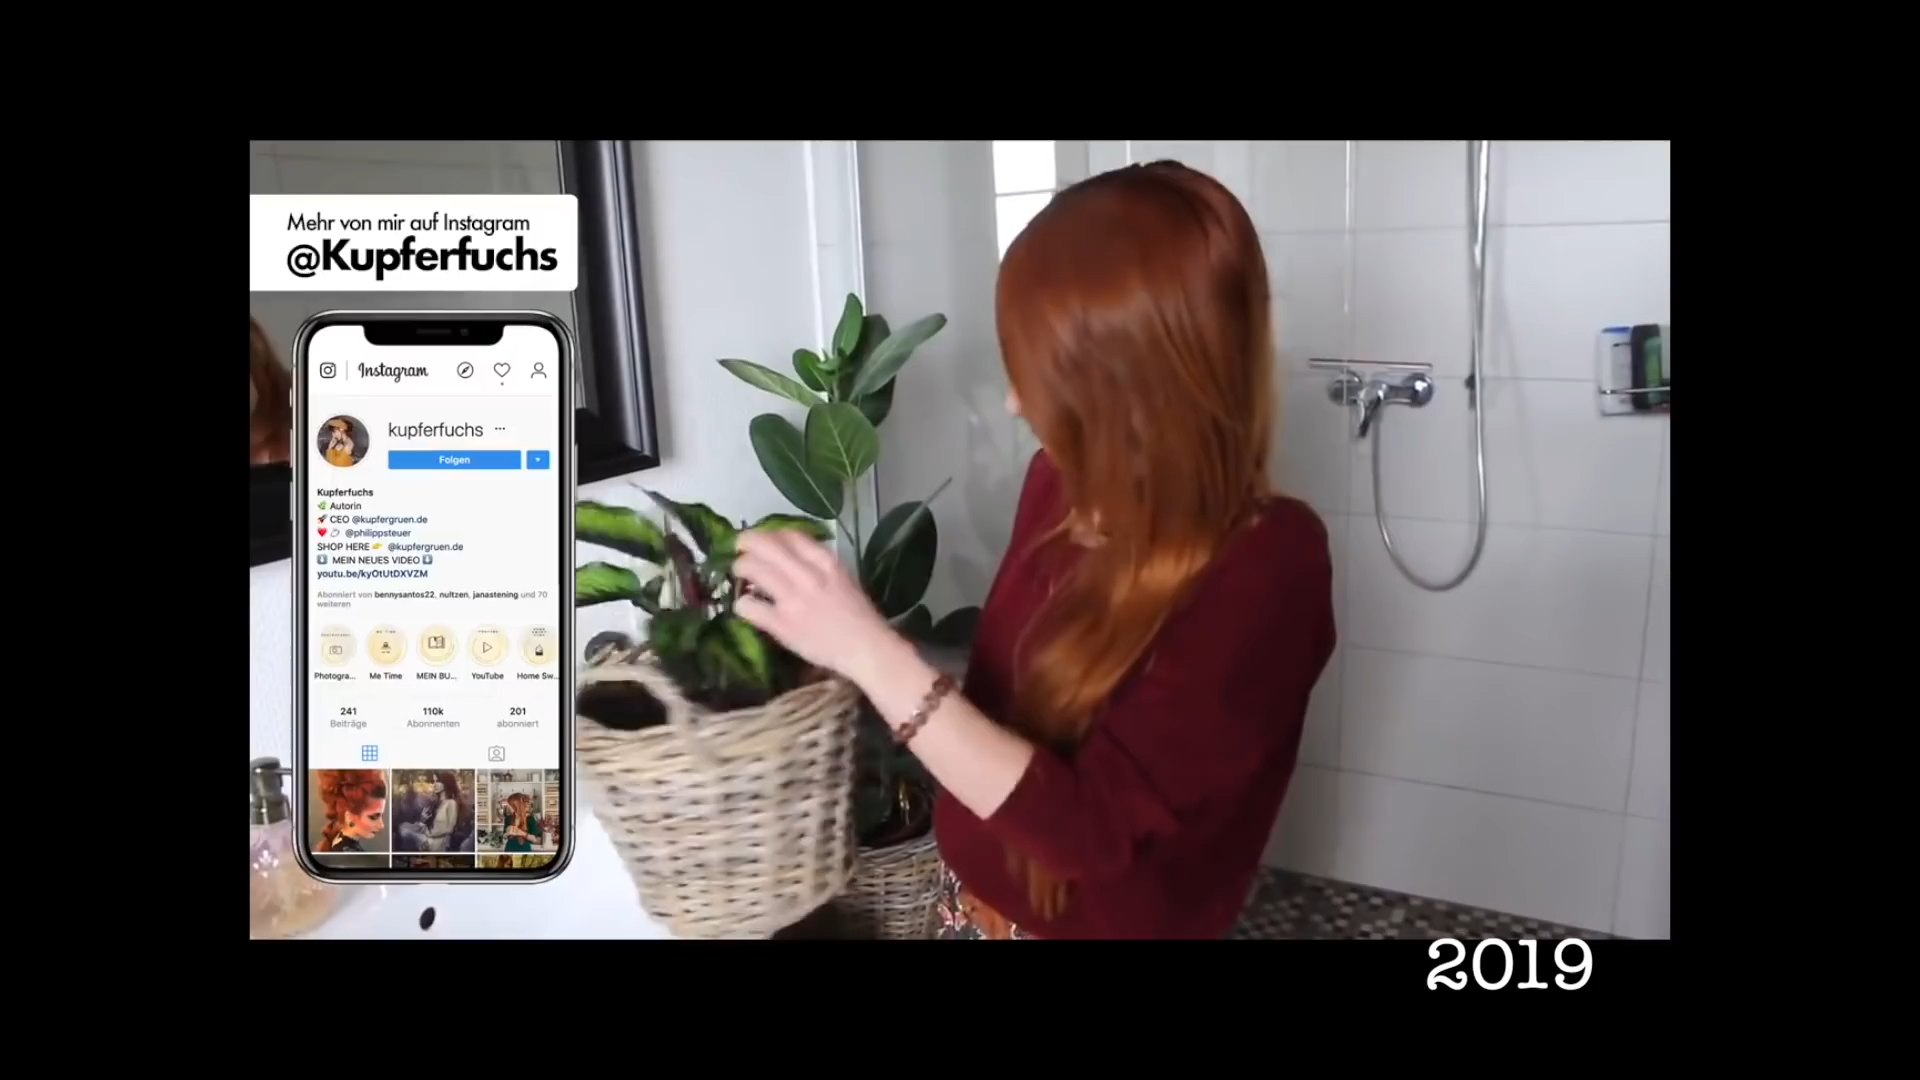 Mehr von mir auf Instagram
@Kupferfuchs
Instagram
kupferfuchs ...
Folgen
Kupferfuchs
Autorin
CEO @kupfergruen.de
@philippsteuer
SHOP HERE @kupfergruen.de
MEIN NEUES VIDEO
youtu.be/kyOtUtDXVZM
Abonniert von bennysantos22, nultzen, janastening und 70
weiteren
Photogra... Me Time MEIN BU... YouTube Home Sw...
241 110k 201
Beiträge Abonnenten abonniert
2019